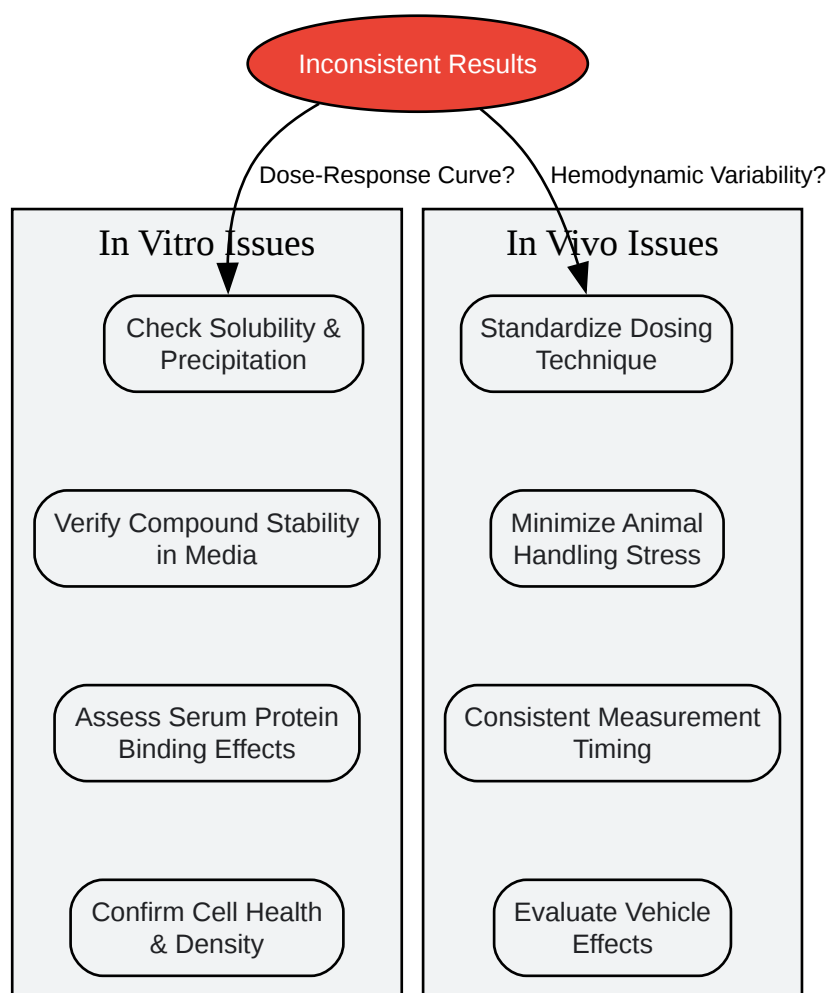 Inconsistent Results
Dose-Response Curve?
Hemodynamic Variability?
In Vitro Issues
Check Solubility &
Precipitation
Verify Compound Stability
in Media
Assess Serum Protein
Binding Effects
Confirm Cell Health
& Density
In Vivo Issues
Standardize Dosing
Technique
Minimize Animal
Handling Stress
Consistent Measurement
Timing
Evaluate Vehicle
Effects